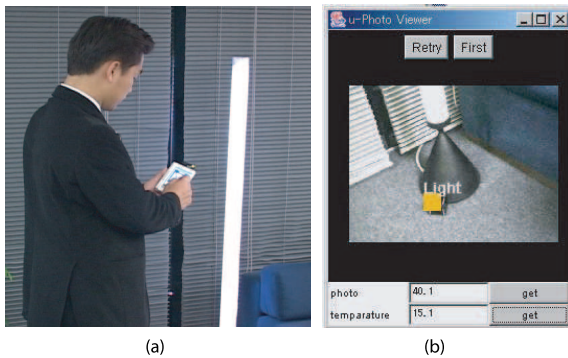 u-Photo Viewer
Retry First
Light
photo 40.1 get
temparature 15.1 get
(a) (b)